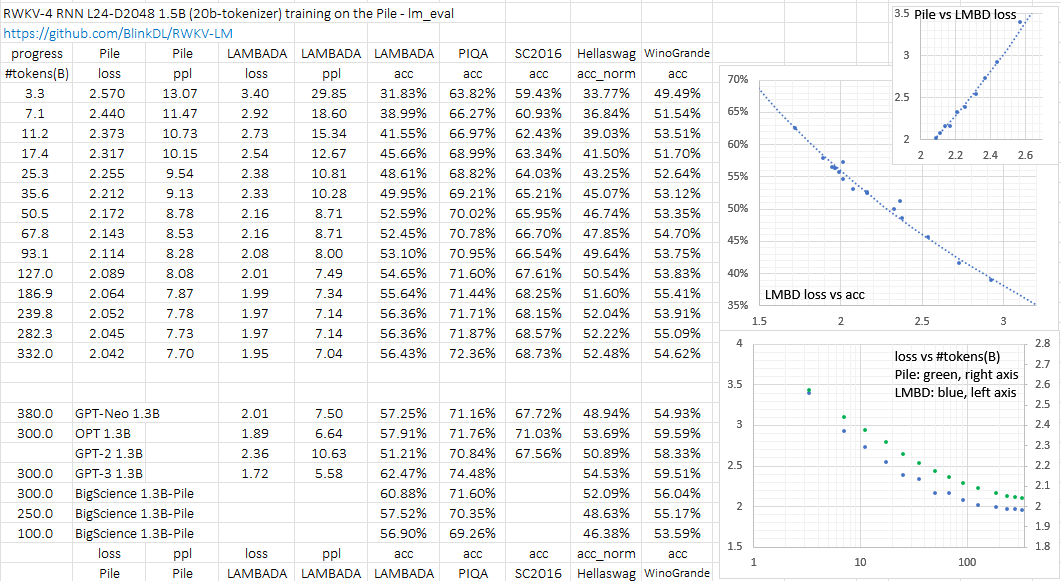 RWKV-4 RNN L24-D2048 1.5B (20b-tokenizer) training on the Pile - lm_eval
https://github.com/BlinkDL/RWKV-LM
progress Pile Pile LAMBADA LAMBADA LAMBADA PIQA SC2016 Hellaswag WinoGrande
#tokens(B) loss ppl loss ppl acc acc acc acc_norm acc
3.3 2.570 13.07 3.40 29.85 31.83% 63.82% 59.43% 33.77% 49.49%
7.1 2.440 11.47 2.92 18.60 38.99% 66.27% 60.93% 36.84% 51.54%
11.2 2.373 10.73 2.73 15.34 41.55% 66.97% 62.43% 39.03% 53.51%
17.4 2.317 10.15 2.54 12.67 45.66% 68.99% 63.34% 41.50% 51.70%
25.3 2.255 9.54 2.38 10.81 48.61% 68.82% 64.03% 43.25% 52.64%
35.6 2.212 9.13 2.33 10.28 49.95% 69.21% 65.21% 45.07% 53.12%
50.5 2.172 8.78 2.16 8.71 52.59% 70.02% 65.95% 46.74% 53.35%
67.8 2.143 8.53 2.16 8.71 52.45% 70.78% 66.70% 47.85% 54.70%
93.1 2.114 8.28 2.08 8.00 53.10% 70.95% 66.54% 49.64% 53.75%
127.0 2.089 8.08 2.01 7.49 54.65% 71.60% 67.61% 50.54% 53.83%
186.9 2.064 7.87 1.99 7.34 55.64% 71.44% 68.25% 51.60% 55.41%
239.8 2.052 7.78 1.97 7.14 56.36% 71.71% 68.15% 52.04% 53.91%
282.3 2.045 7.73 1.97 7.14 56.36% 71.87% 68.57% 52.22% 55.09%
332.0 2.042 7.70 1.95 7.04 56.43% 72.36% 68.73% 52.48% 54.62%
380.0 GPT-Neo 1.3B 2.01 7.50 57.25% 71.16% 67.72% 48.94% 54.93%
300.0 OPT 1.3B 1.89 6.64 57.91% 71.76% 71.03% 53.69% 59.59%
GPT-2 1.3B 2.36 10.63 51.21% 70.84% 67.56% 50.89% 58.33%
300.0 GPT-3 1.3B 1.72 5.58 62.47% 74.48% 54.53% 59.51%
300.0 BigScience 1.3B-Pile 60.88% 71.60% 52.09% 56.04%
250.0 BigScience 1.3B-Pile 57.52% 70.35% 48.63% 55.17%
100.0 BigScience 1.3B-Pile 56.90% 69.26% 46.38% 53.59%
loss ppl loss ppl acc acc acc acc_norm acc
Pile Pile LAMBADA LAMBADA LAMBADA PIQA SC2016 Hellaswag WinoGrande
Pile vs LMBD loss
3.5
3
2.5
2
2 2.2 2.4 2.6
70%
65%
60%
55%
50%
45%
40%
35%
LMBD loss vs acc
1.5 2 2.5 3
loss vs #tokens(B)
Pile: green, right axis
LMBD: blue, left axis
4
3.5
3
2.5
2
1.5
2.8
2.7
2.6
2.5
2.4
2.3
2.2
2.1
2
1.9
1.8
1 10 100